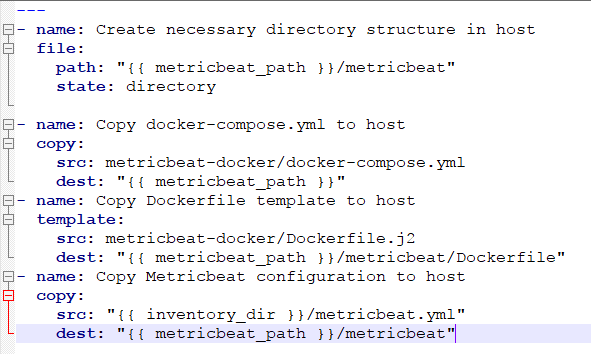 ---
- name: Create necessary directory structure in host
  file:
    path: "{{ metricbeat_path }}/metricbeat"
    state: directory

- name: Copy docker-compose.yml to host
  copy:
    src: metricbeat-docker/docker-compose.yml
    dest: "{{ metricbeat_path }}"
- name: Copy Dockerfile template to host
  template:
    src: metricbeat-docker/Dockerfile.j2
    dest: "{{ metricbeat_path }}/metricbeat/Dockerfile"
- name: Copy Metricbeat configuration to host
  copy:
    src: "{{ inventory_dir }}/metricbeat.yml"
    dest: "{{ metricbeat_path }}/metricbeat"